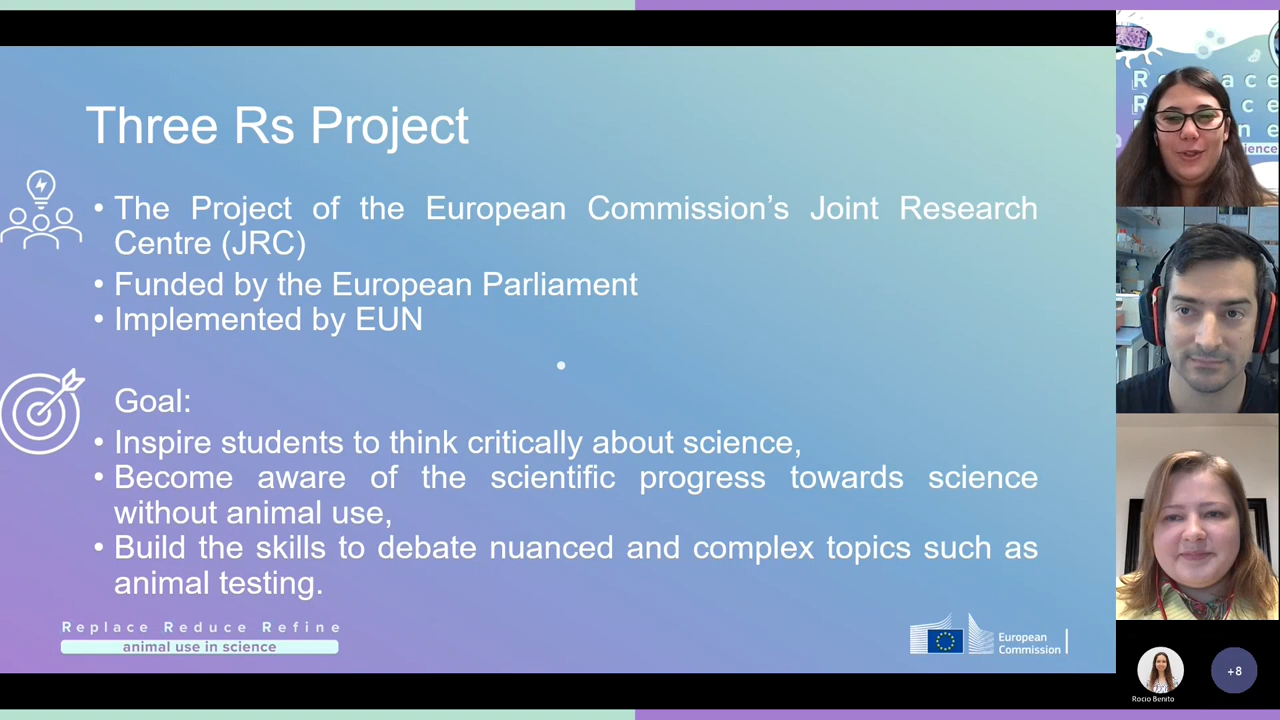 Three Rs Project
• The Project of the European Commission’s Joint Research
Centre (JRC)
• Funded by the European Parliament
• Implemented by EUN
Goal:
• Inspire students to think critically about science,
• Become aware of the scientific progress towards science
without animal use,
• Build the skills to debate nuanced and complex topics such as
animal testing.
Replace Reduce Refine
animal use in science
European
Commission
Rocio Benito
+8